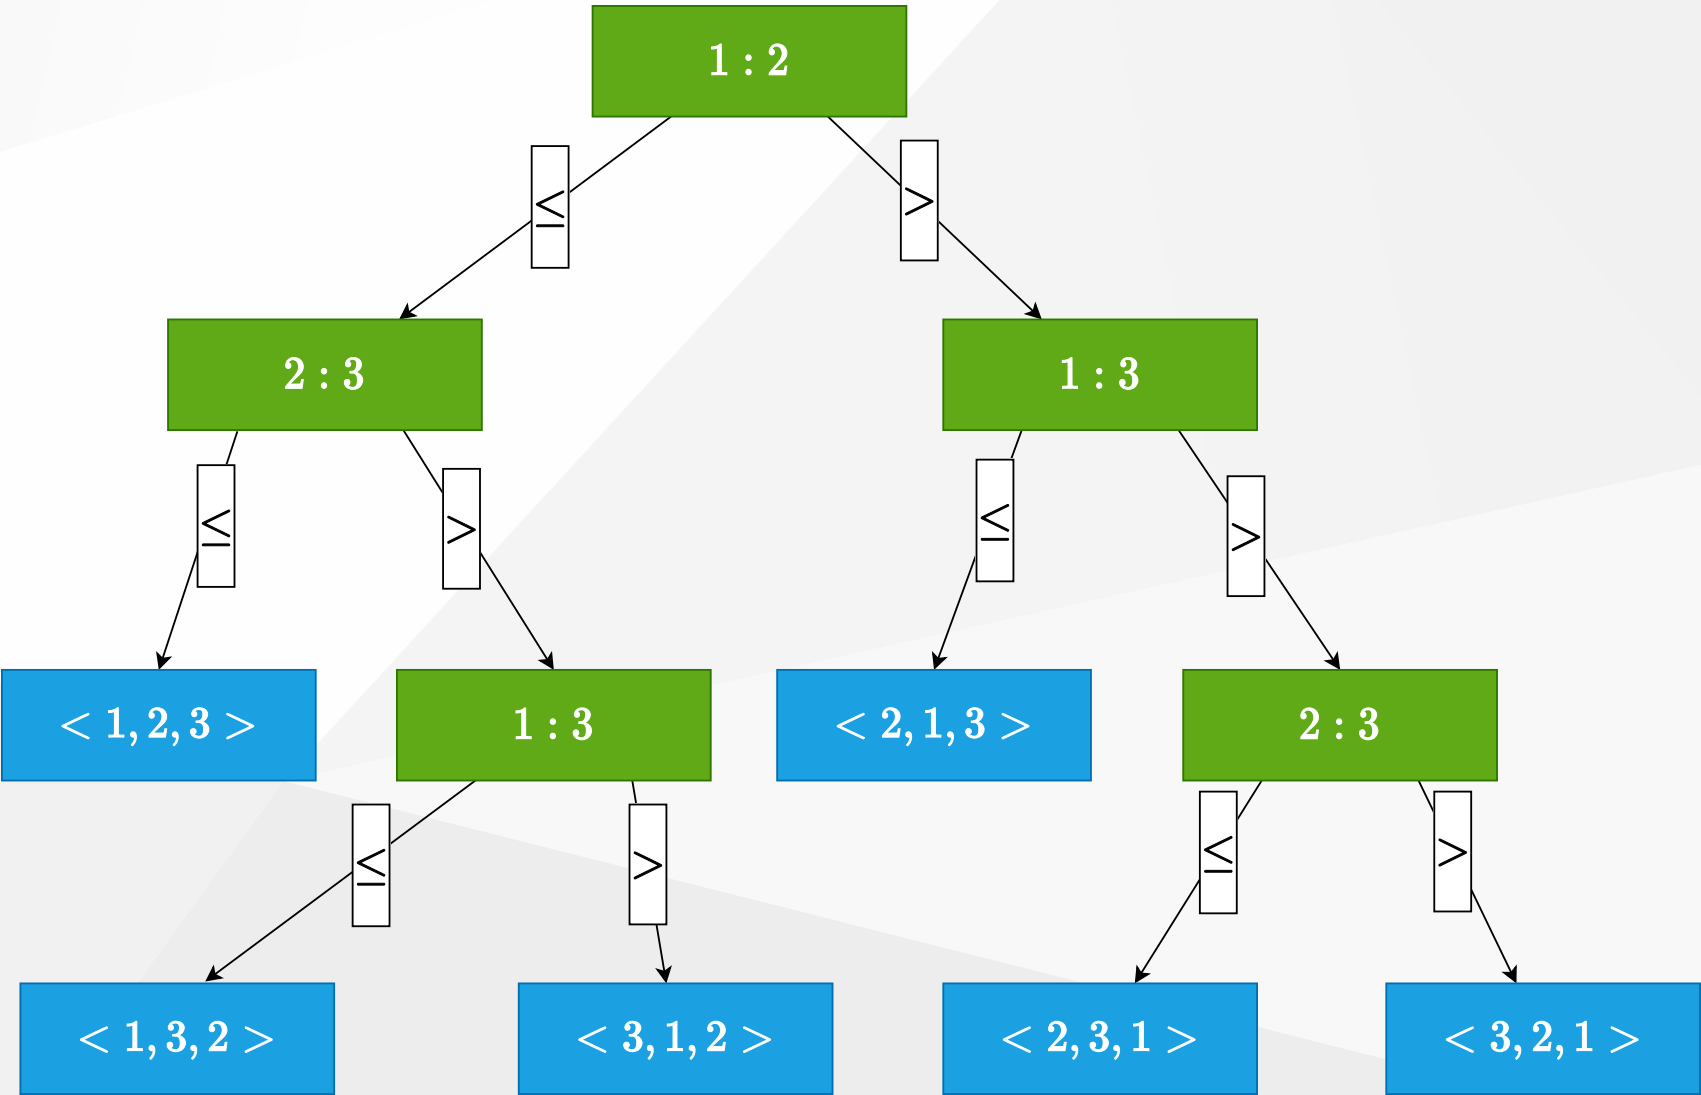 1 : 2
≤
>
2 : 3
1 : 3
≤
>
≤
>
< 1, 2, 3 >
1 : 3
< 2, 1, 3 >
2 : 3
≤
>
≤
>
< 1, 3, 2 >
< 3, 1, 2 >
< 2, 3, 1 >
< 3, 2, 1 >